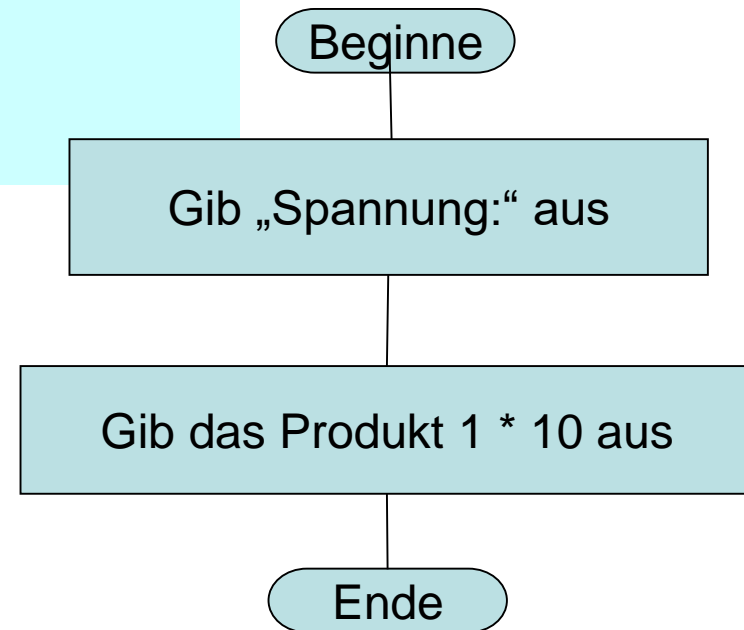 Beginne
Gib „Spannung:“ aus
Gib das Produkt 1 * 10 aus
Ende